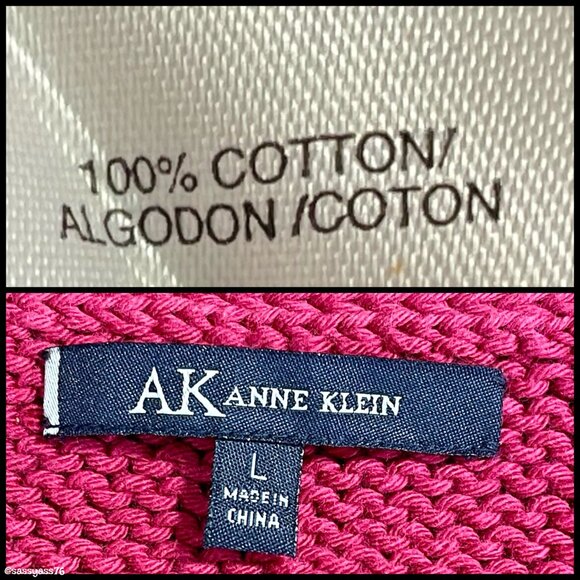 100% COTTON/
ALGODON /COTON
AK ANNE KLEIN
L
MADE IN
CHINA
@sassyass76